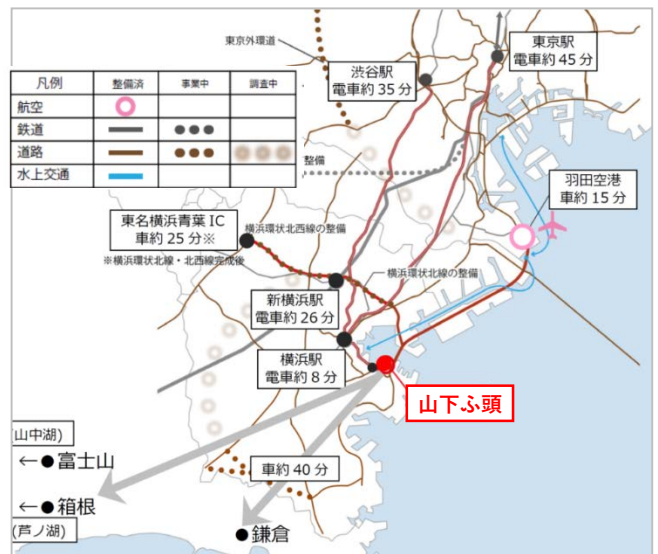 東京外環道
東京駅
電車約 45 分
渋谷駅
電車約 35 分
凡例
整備済
事業中
調査中
航空
鉄道
道路
水上交通
整備
羽田空港
車約 15 分
東名横浜青葉 IC
車約 25 分※
横浜環状北西線の整備
※横浜環状北線・北西線完成後
横浜環状北線の整備
新横浜駅
電車約 26 分
横浜駅
電車約 8 分
山下ふ頭
(山中湖)
←●富士山
車約 40 分
←●箱根
(芦ノ湖)
●鎌倉